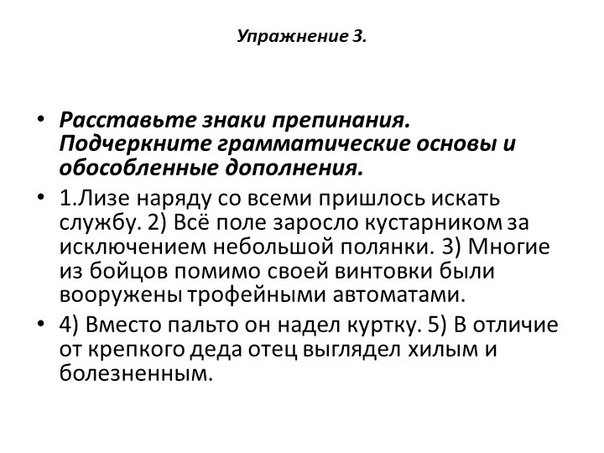 Упражнение 3.
• Расставьте знаки препинания.
Подчеркните грамматические основы и
обособленные дополнения.
• 1.Лизе наряду со всеми пришлось искать
службу. 2) Всё поле заросло кустарником за
исключением небольшой полянки. 3) Многие
из бойцов помимо своей винтовки были
вооружены трофейными автоматами.
• 4) Вместо пальто он надел куртку. 5) В отличие
от крепкого деда отец выглядел хилым и
болезненным.